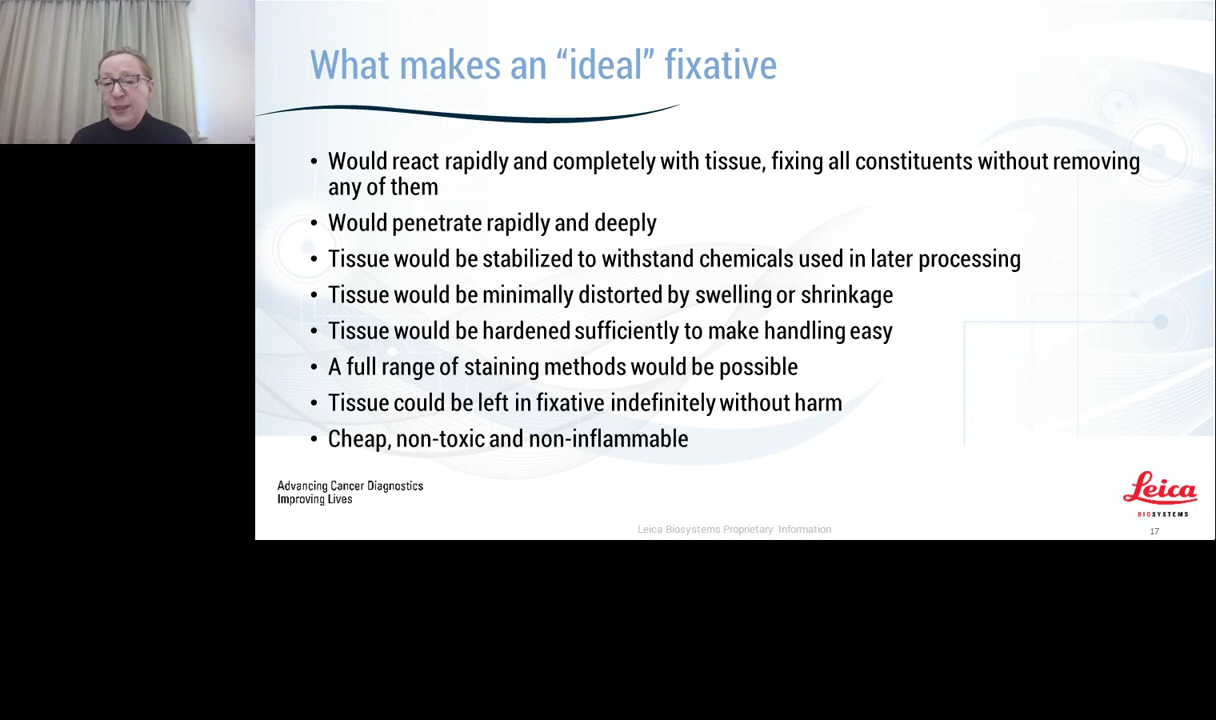 What makes an “ideal” fixative
• Would react rapidly and completely with tissue, fixing all constituents without removing
any of them
• Would penetrate rapidly and deeply
• Tissue would be stabilized to withstand chemicals used in later processing
• Tissue would be minimally distorted by swelling or shrinkage
• Tissue would be hardened sufficiently to make handling easy
• A full range of staining methods would be possible
• Tissue could be left in fixative indefinitely without harm
• Cheap, non-toxic and non-inflammable
Advancing Cancer Diagnostics
Improving Lives
Leica
BIOSYSTEMS
Leica Biosystems Proprietary Information
17